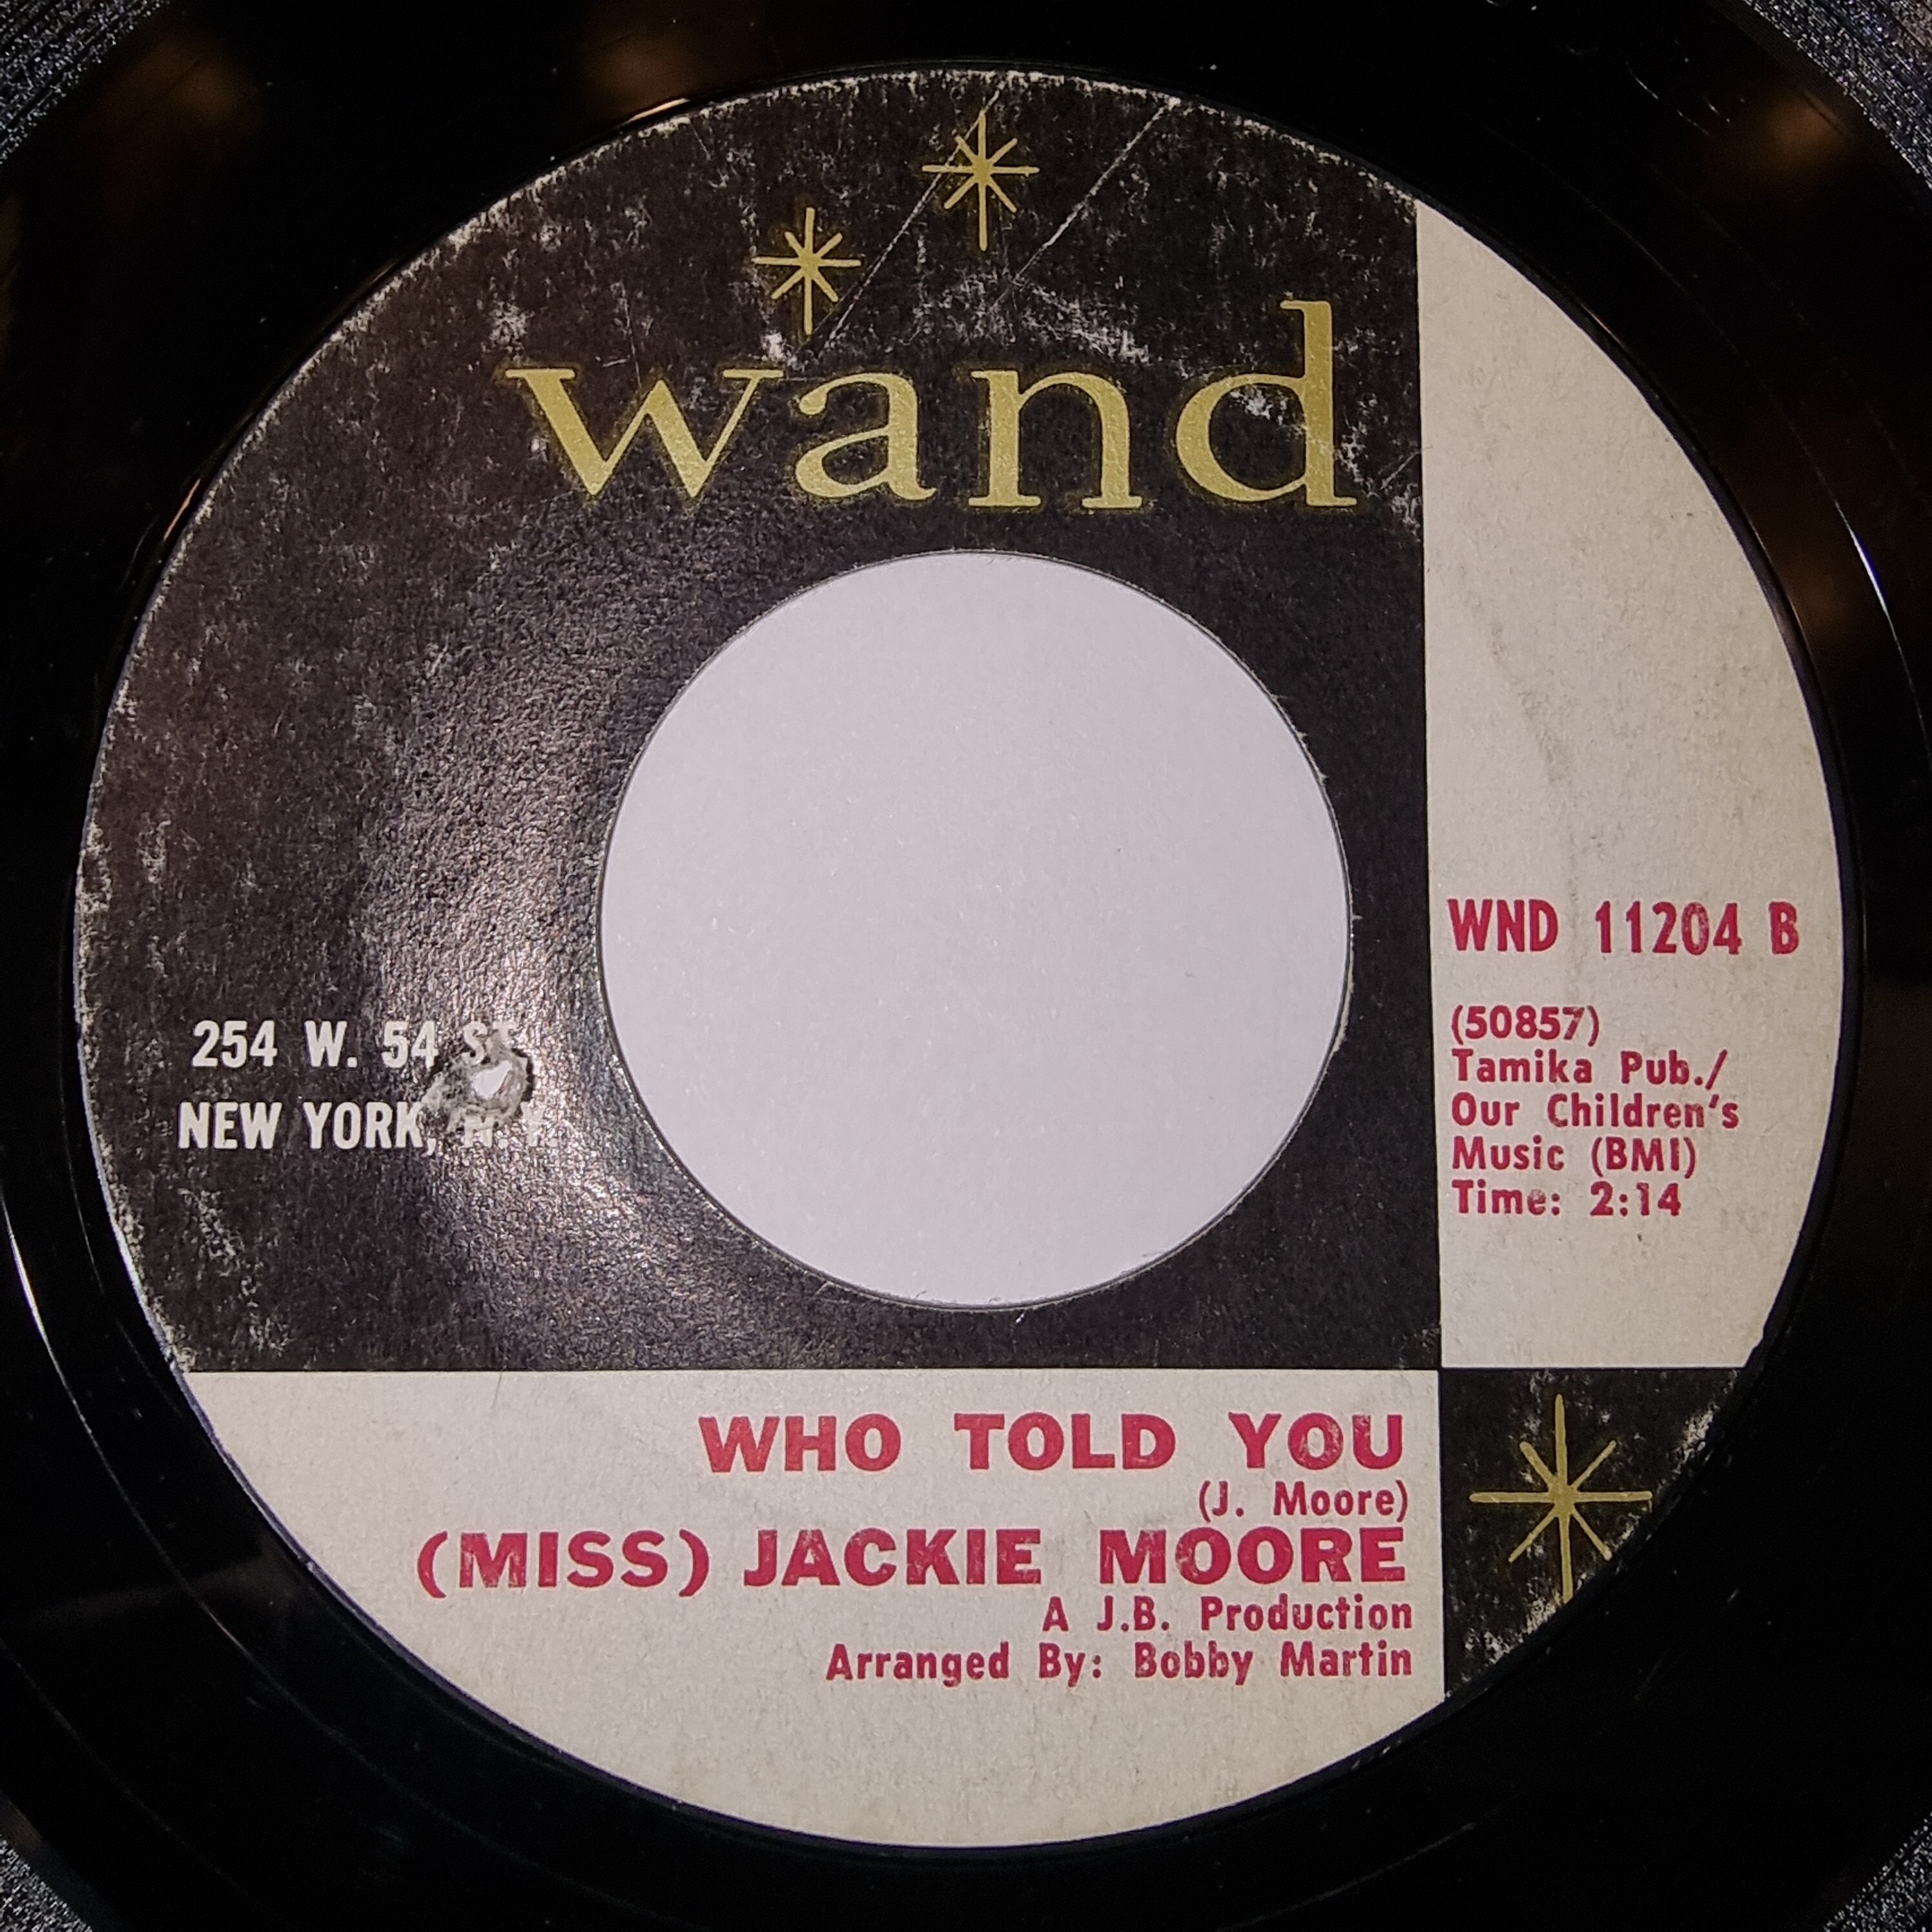 wand
254 W. 54 ST.
NEW YORK, N.Y.
WND 11204 B
(50857)
Tamika Pub./
Our Children's
Music (BMI)
Time: 2:14
WHO TOLD YOU
(J. Moore)
(MISS) JACKIE MOORE
A J.B. Production
Arranged By: Bobby Martin